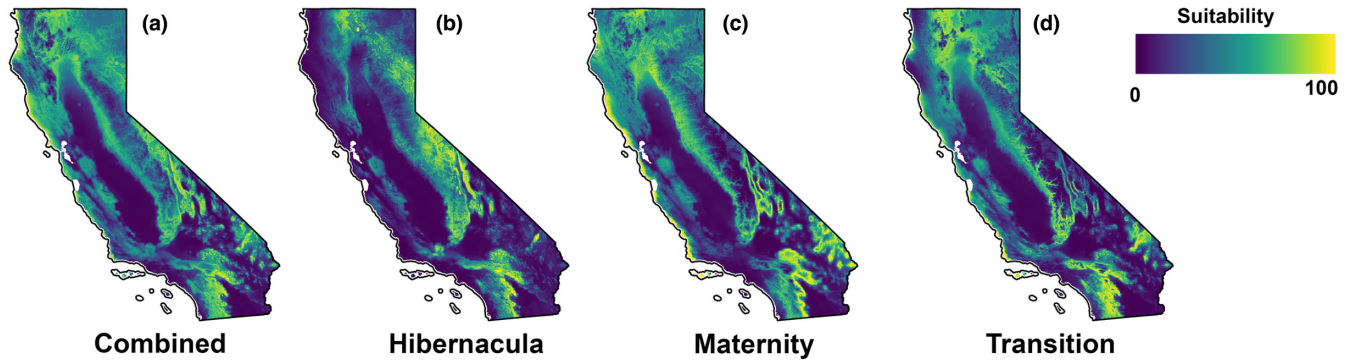 (a)
(b)
(c)
(d)
Suitability
0
100
Combined
Hibernacula
Maternity
Transition